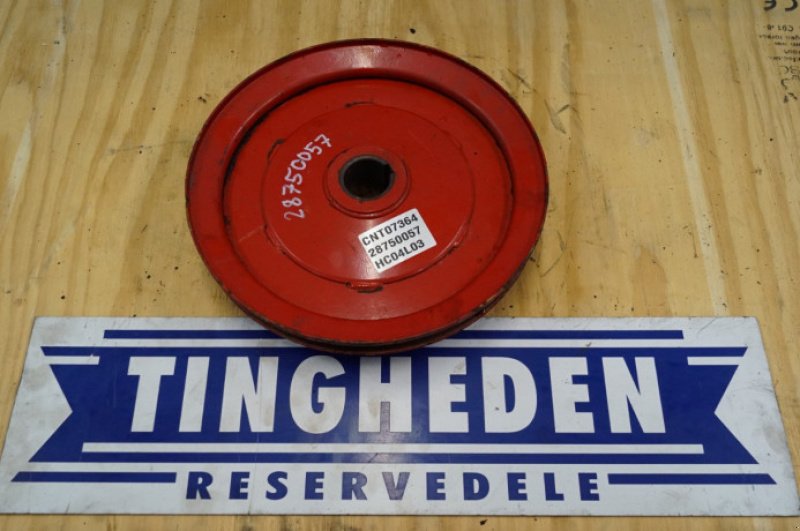 28750057
CNT07364
28750057
HC04L03
TINGHEDEN
RESERVEDELE